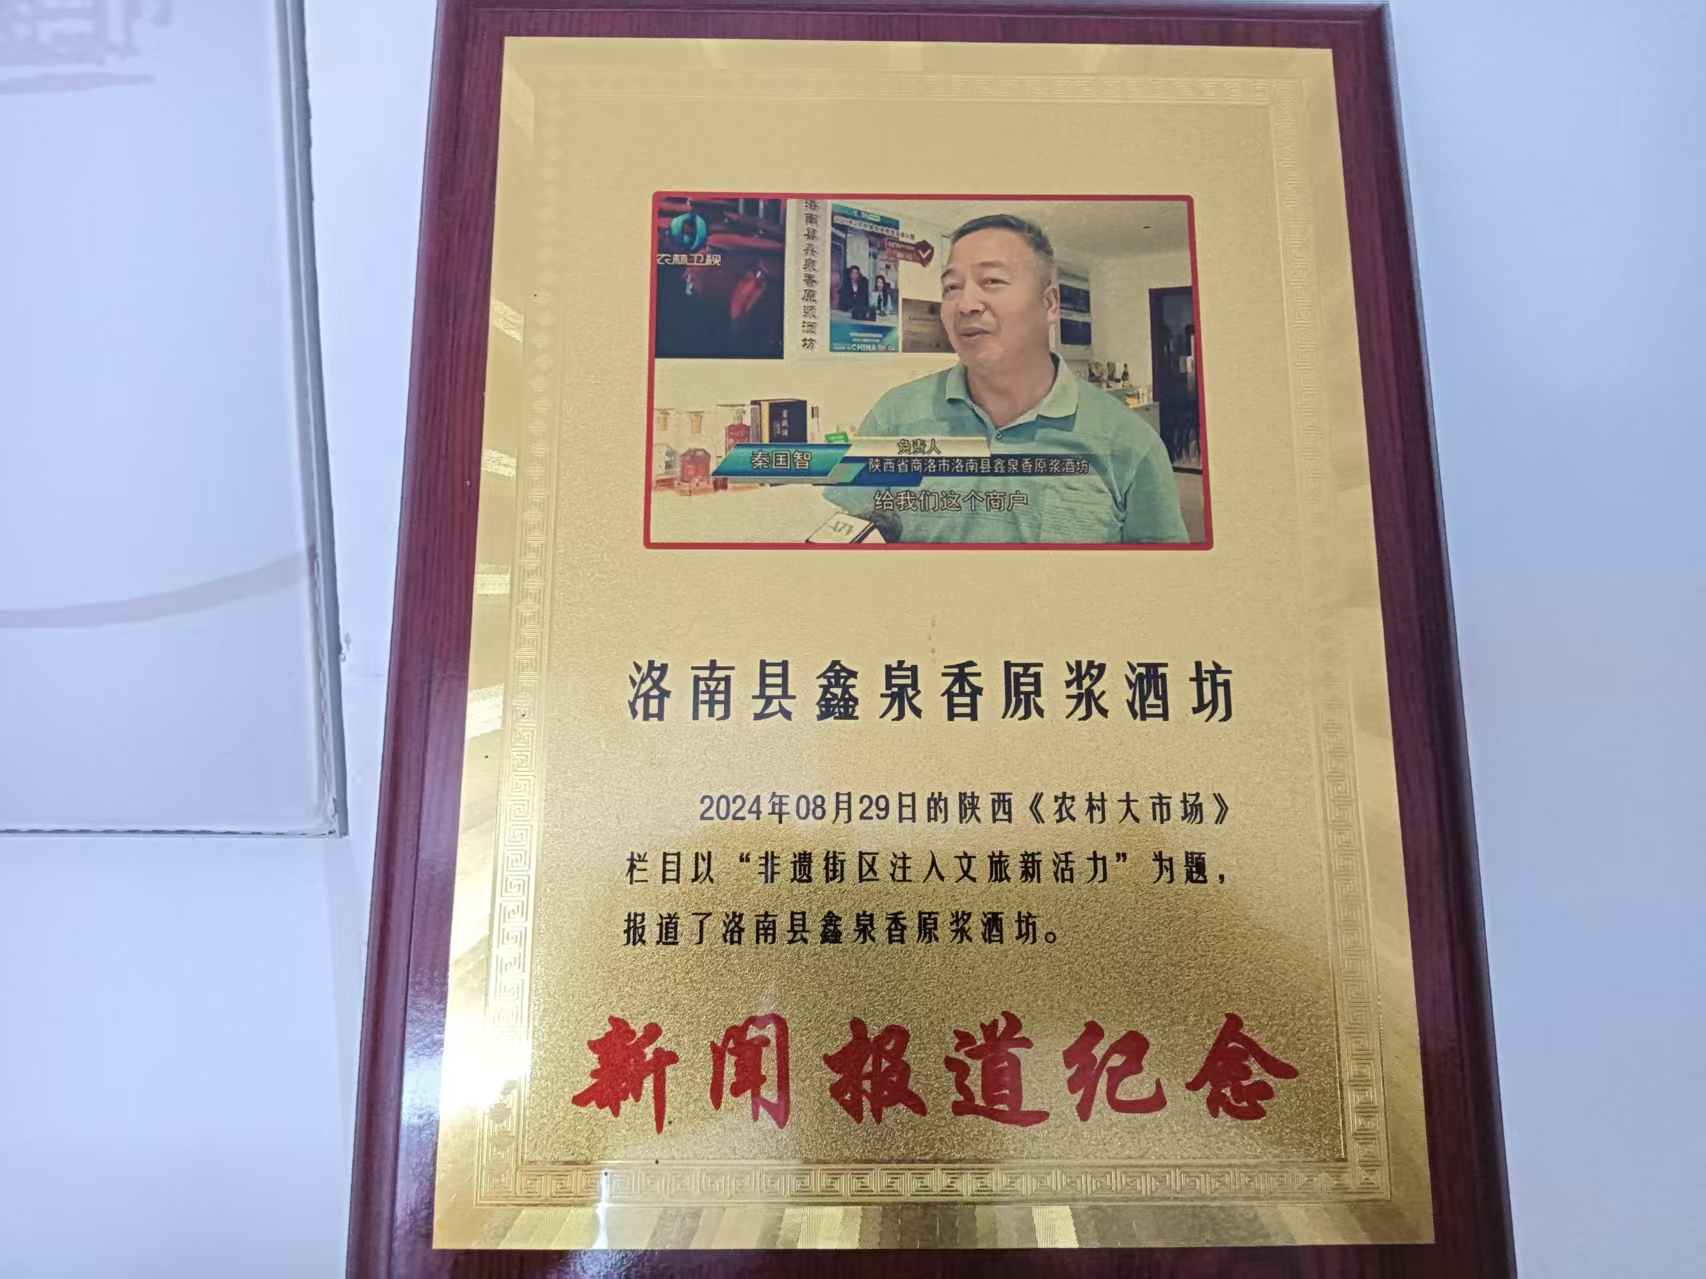 农林卫视
洛南县鑫泉香原浆酒坊
CHINA
负责人
秦国智
陕西省商洛市洛南县鑫泉香原浆酒坊
给我们这个商户
洛南县鑫泉香原浆酒坊
2024年08月29日的陕西《农村大市场》
栏目以“非遗街区注入文旅新活力”为题，
报道了洛南县鑫泉香原浆酒坊。
新闻报道纪念